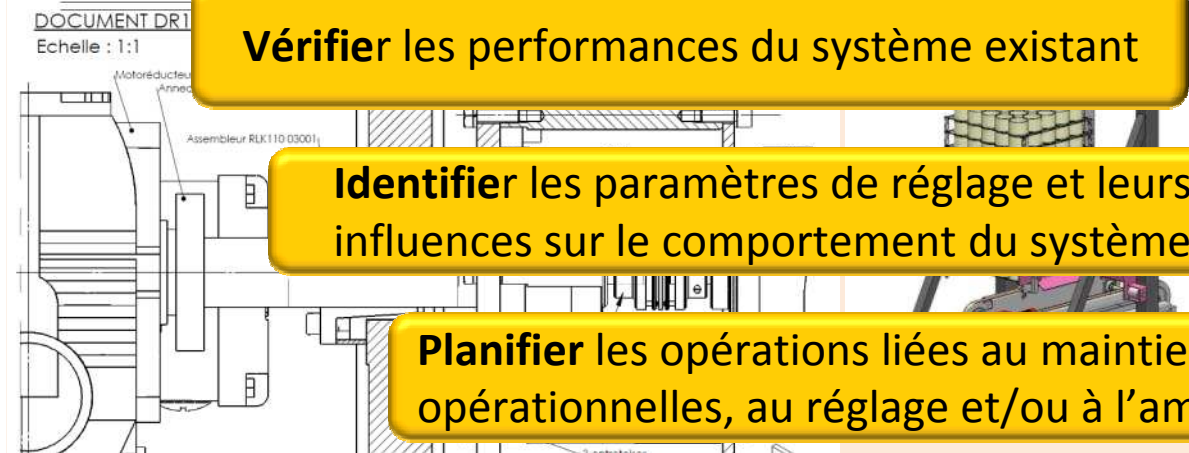 DOCUMENT DR1
Echelle : 1:1
Vérifier les performances du système existant
Motoréducteu
Anne
Assembleur RLK110 03001
Identifier les paramètres de réglage et leurs
influences sur le comportement du système
Planifier les opérations liées au maintie
opérationnelles, au réglage et/ou à l’am